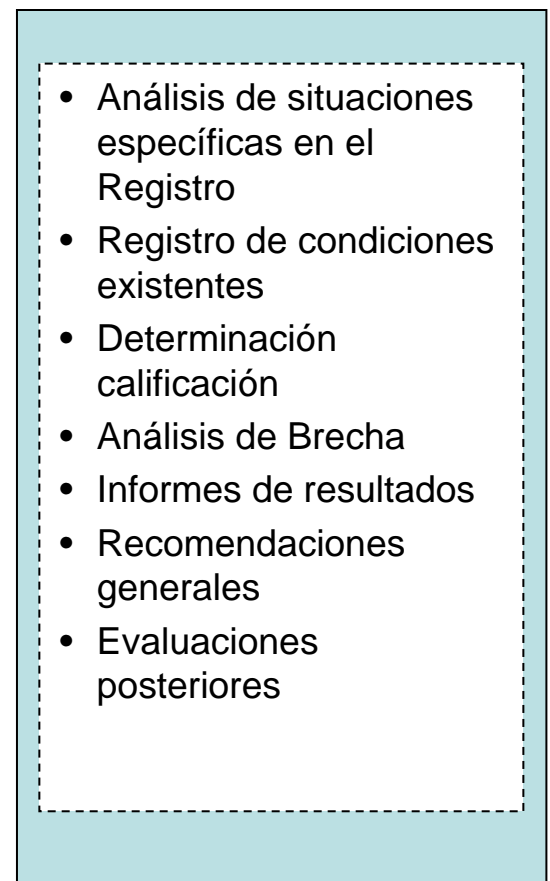 • Análisis de situaciones
específicas en el
Registro
• Registro de condiciones
existentes
• Determinación
calificación
• Análisis de Brecha
• Informes de resultados
• Recomendaciones
generales
• Evaluaciones
posteriores